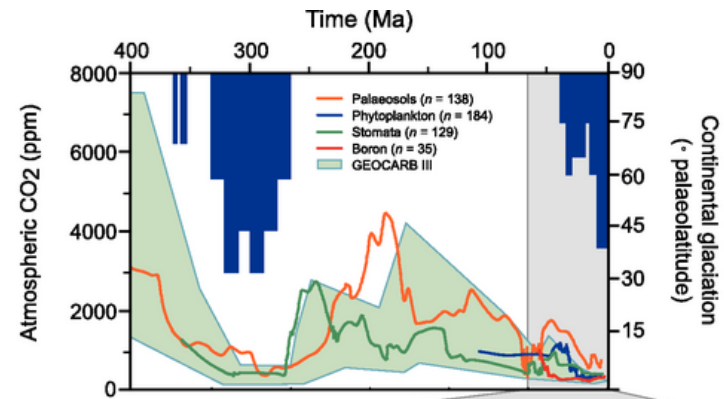 Time (Ma)
400 300 200 100 0
8000 90
75
6000 60
4000 45
30
2000 15
0
Atmospheric CO2 (ppm)
Continental glaciation
(° palaeolatitude)
Palaeosols (n = 138)
Phytoplankton (n = 184)
Stomata (n = 129)
Boron (n = 35)
GEOCARB III